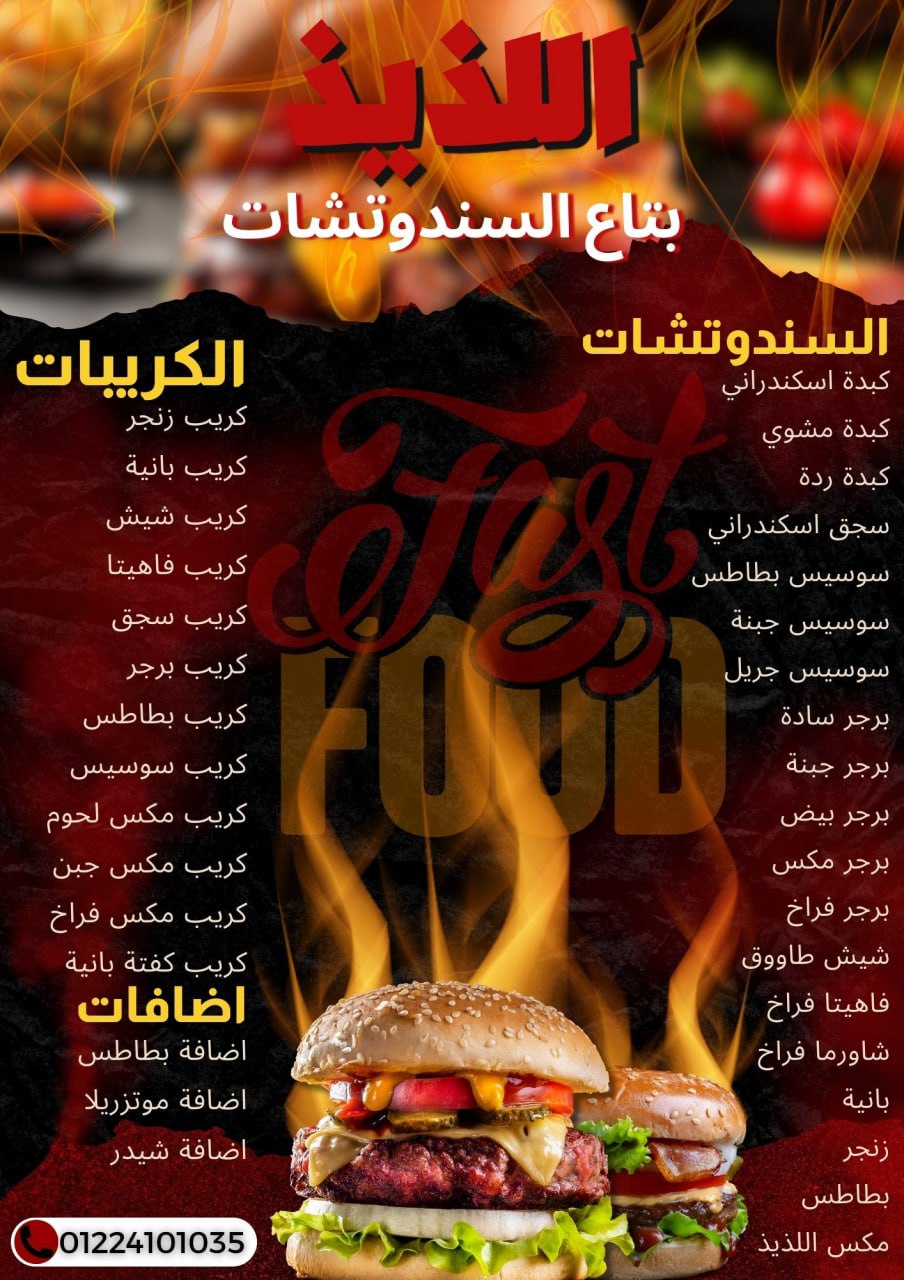 اللذيذ
بتاع السندوتشات
السندوتشات
كبدة اسكندراني
كبدة مشوي
كبدة ردة
سجق اسكندراني
سوسيس بطاطس
سوسيس جبنة
سوسيس جريل
برجر سادة
برجر جبنة
برجر بيض
برجر مكس
برجر فراخ
شيش طاووق
فاهيتا فراخ
شاورما فراخ
بانية
زنجر
بطاطس
مكس اللذيذ
الكريبات
كريب زنجر
كريب بانية
كريب شيش
كريب فاهيتا
كريب سجق
كريب برجر
كريب بطاطس
كريب سوسيس
كريب مكس لحوم
كريب مكس جبن
كريب مكس فراخ
كريب كفتة بانية
اضافات
اضافة بطاطس
اضافة موتزريلا
اضافة شيدر
Fast
FOOD
01224101035